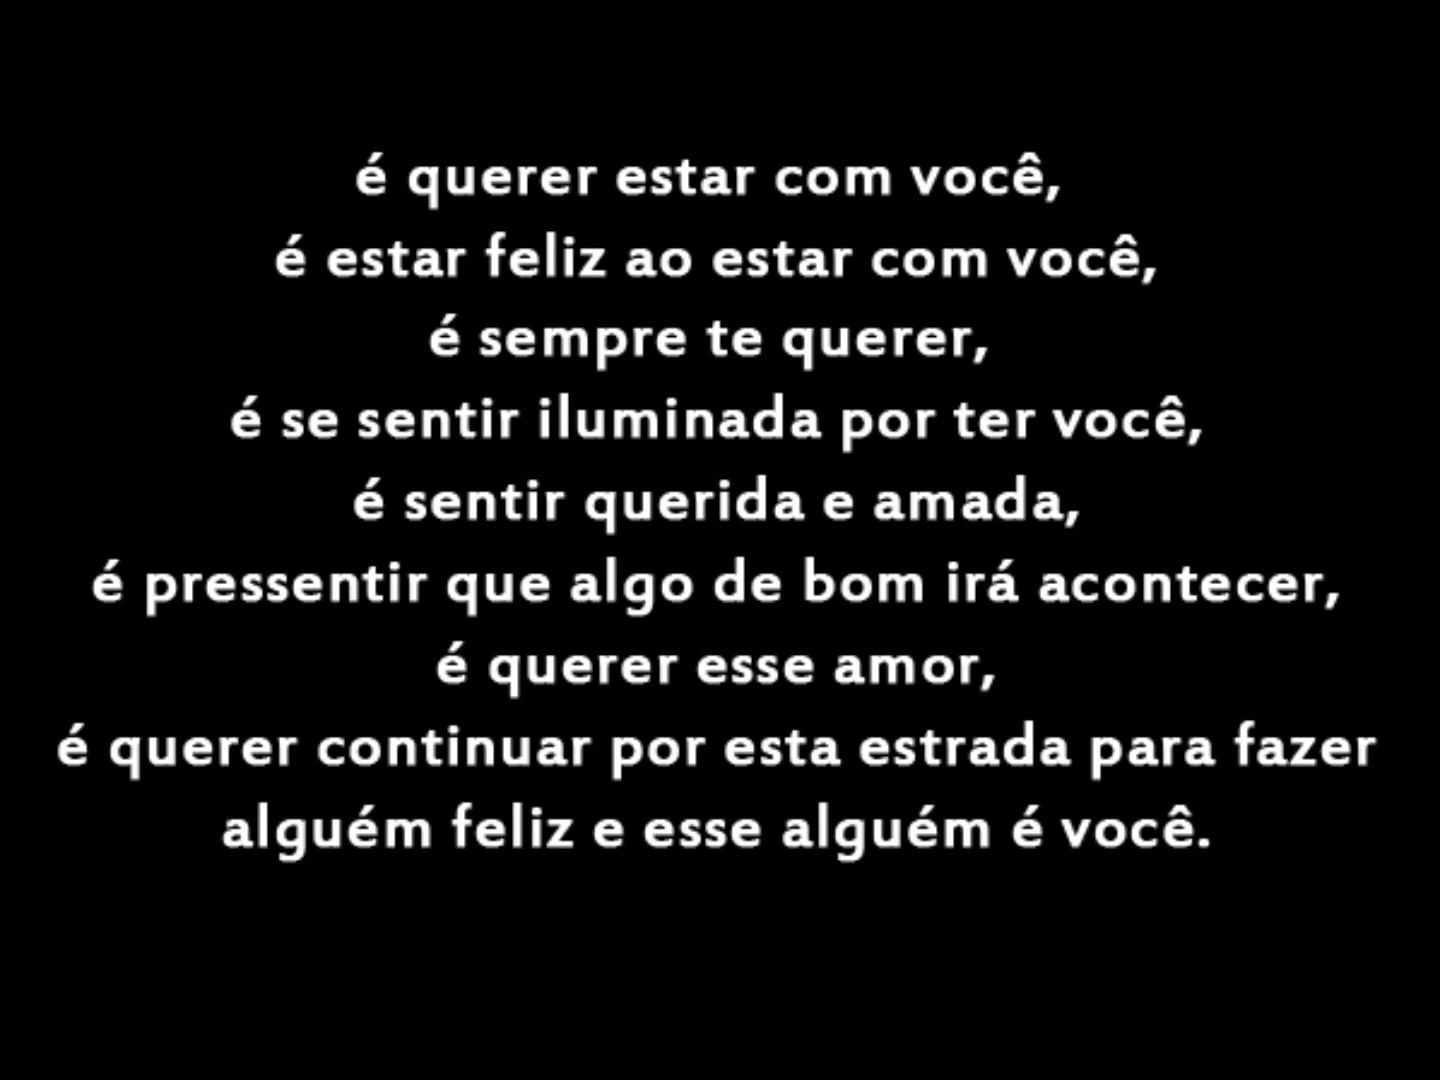 é querer estar com você,
é estar feliz ao estar com você,
é sempre te querer,
é se sentir iluminada por ter você,
é sentir querida e amada,
é pressentir que algo de bom irá acontecer,
é querer esse amor,
é querer continuar por esta estrada para fazer
alguém feliz e esse alguém é você.